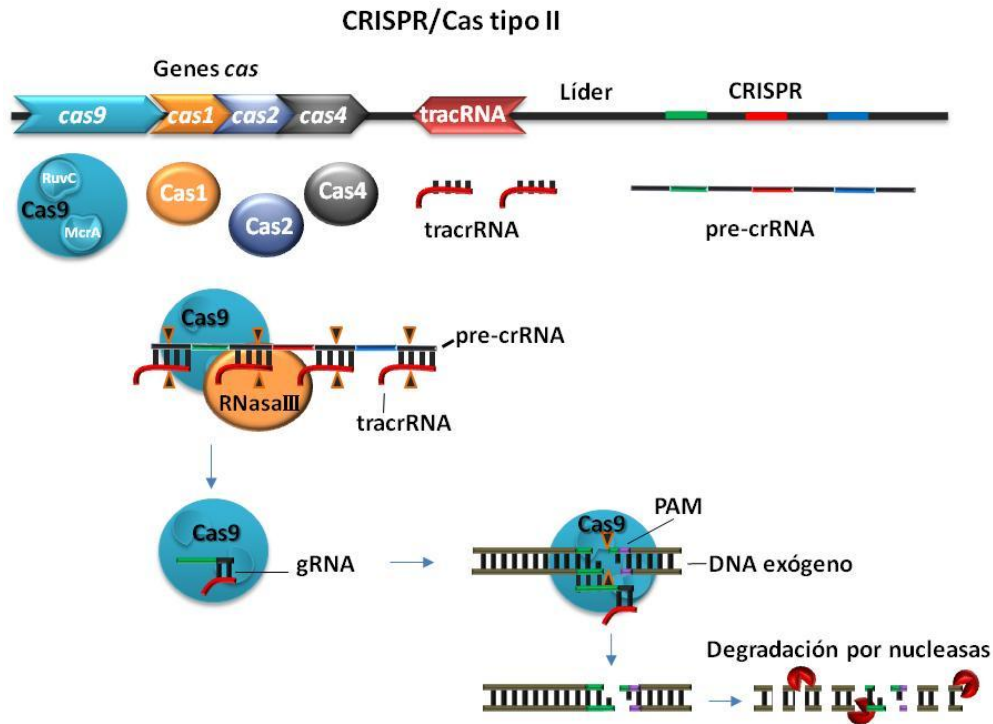 CRISPR/Cas tipo II
Genes cas
Líder
CRISPR
cas9
cas1
cas2
cas4
tracRNA
RuvC
Cas9
McrA
Cas1
Cas2
Cas4
tracrRNA
pre-crRNA
Cas9
pre-crRNA
RNasaIII
tracrRNA
Cas9
gRNA
Cas9
PAM
DNA exógeno
Degradación por nucleasas